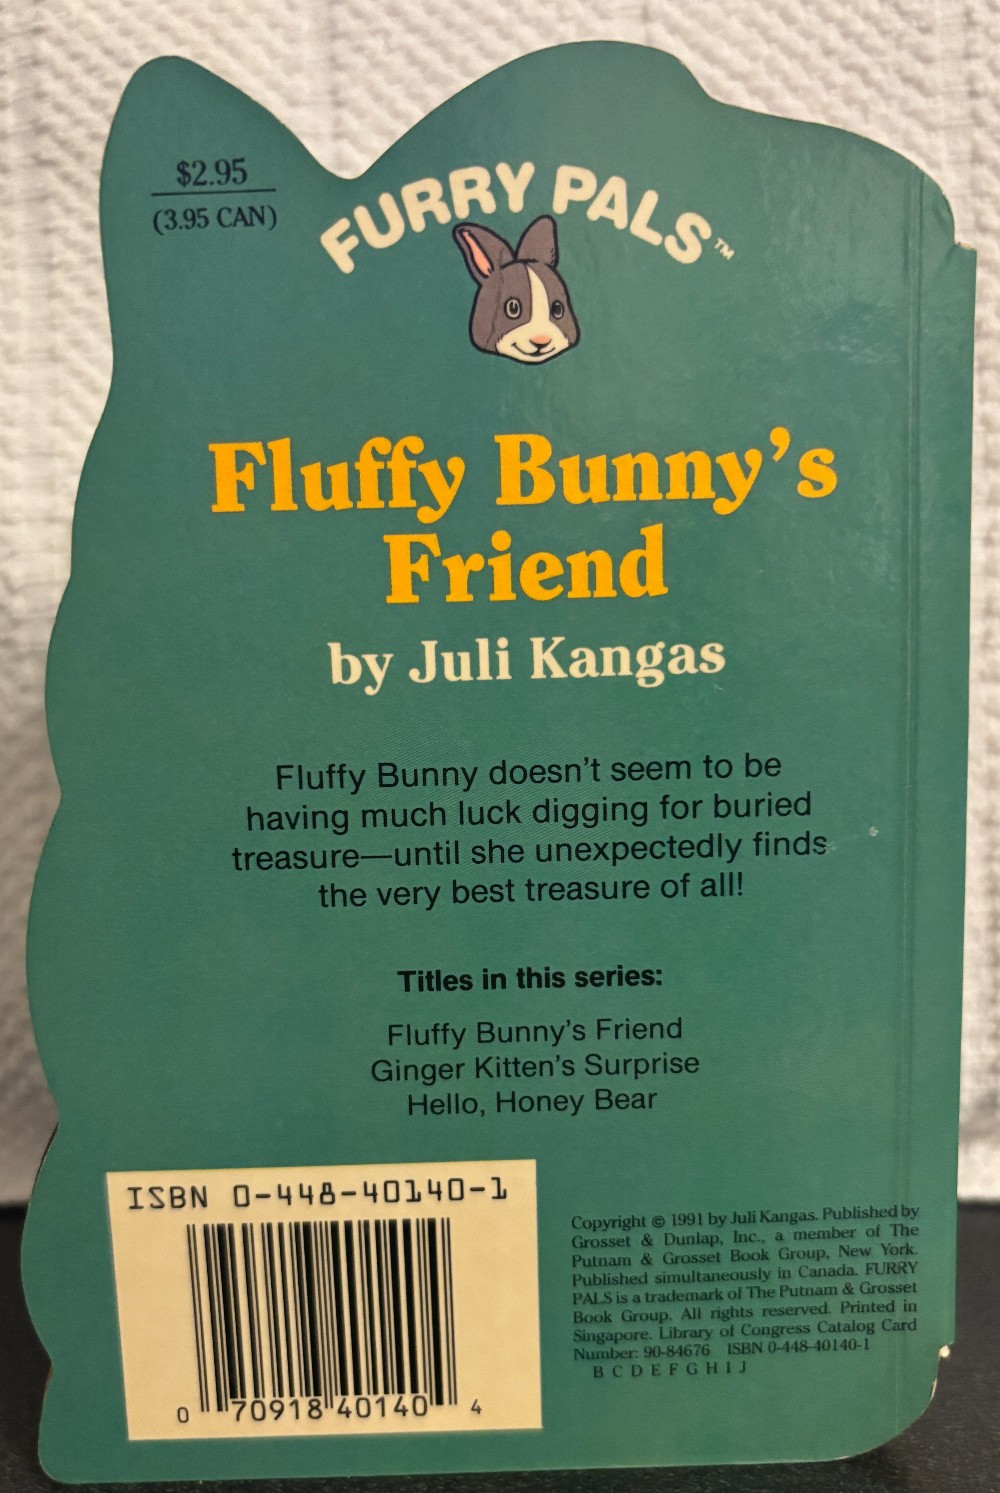 $2.95
(3.95 CAN)
FURRY PALS™
Fluffy Bunny's
Friend
by Juli Kangas
Fluffy Bunny doesn't seem to be
having much luck digging for buried
treasure—until she unexpectedly finds
the very best treasure of all!
Titles in this series:
Fluffy Bunny's Friend
Ginger Kitten's Surprise
Hello, Honey Bear
ISBN 0-448-40140-1
0 70918 40140 4
Copyright © 1991 by Juli Kangas. Published by
Grosset & Dunlap, Inc., a member of The
Putnam & Grosset Book Group, New York.
Published simultaneously in Canada. FURRY
PALS is a trademark of The Putnam & Grosset
Book Group. All rights reserved. Printed in
Singapore. Library of Congress Catalog Card
Number: 90-84676 ISBN 0-448-40140-1
B C D E F G H I J